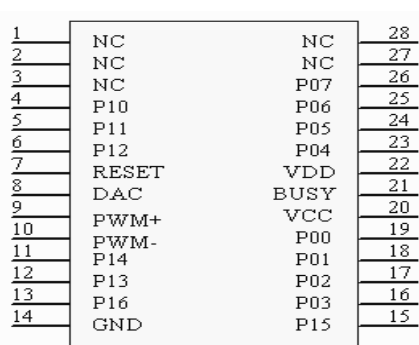 1 NC NC 28
2 NC NC 27
3 NC P07 26
4 P10 P06 25
5 P11 P05 24
6 P12 P04 23
7 RESET VDD 22
8 DAC BUSY 21
9 PWM+ VCC 20
10 PWM- P00 19
11 P14 P01 18
12 P13 P02 17
13 P16 P03 16
14 GND P15 15